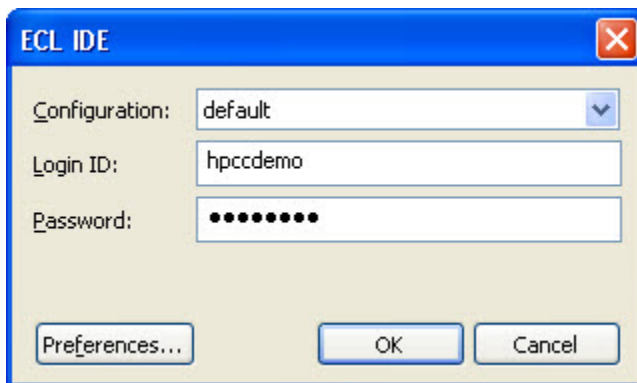 ECL IDE
Configuration: default
Login ID: hpccdemo
Password: ●●●●●●●●
Preferences... OK Cancel